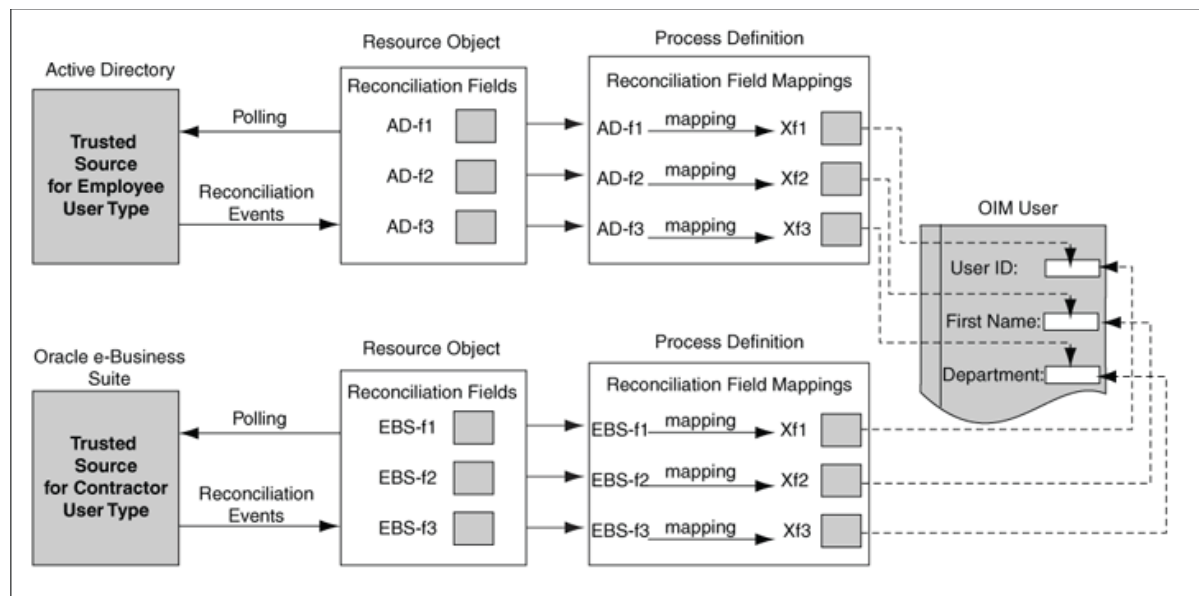 Active Directory
Trusted
Source
for Employee
User Type
Polling
Reconciliation
Events
Resource Object
Reconciliation Fields
AD-f1
AD-f2
AD-f3
Process Definition
Reconciliation Field Mappings
AD-f1 mapping Xf1
AD-f2 mapping Xf2
AD-f3 mapping Xf3
OIM User
User ID:
First Name:
Department:
Oracle e-Business
Suite
Trusted
Source
for Contractor
User Type
Polling
Reconciliation
Events
Resource Object
Reconciliation Fields
EBS-f1
EBS-f2
EBS-f3
Process Definition
Reconciliation Field Mappings
EBS-f1 mapping Xf1
EBS-f2 mapping Xf2
EBS-f3 mapping Xf3